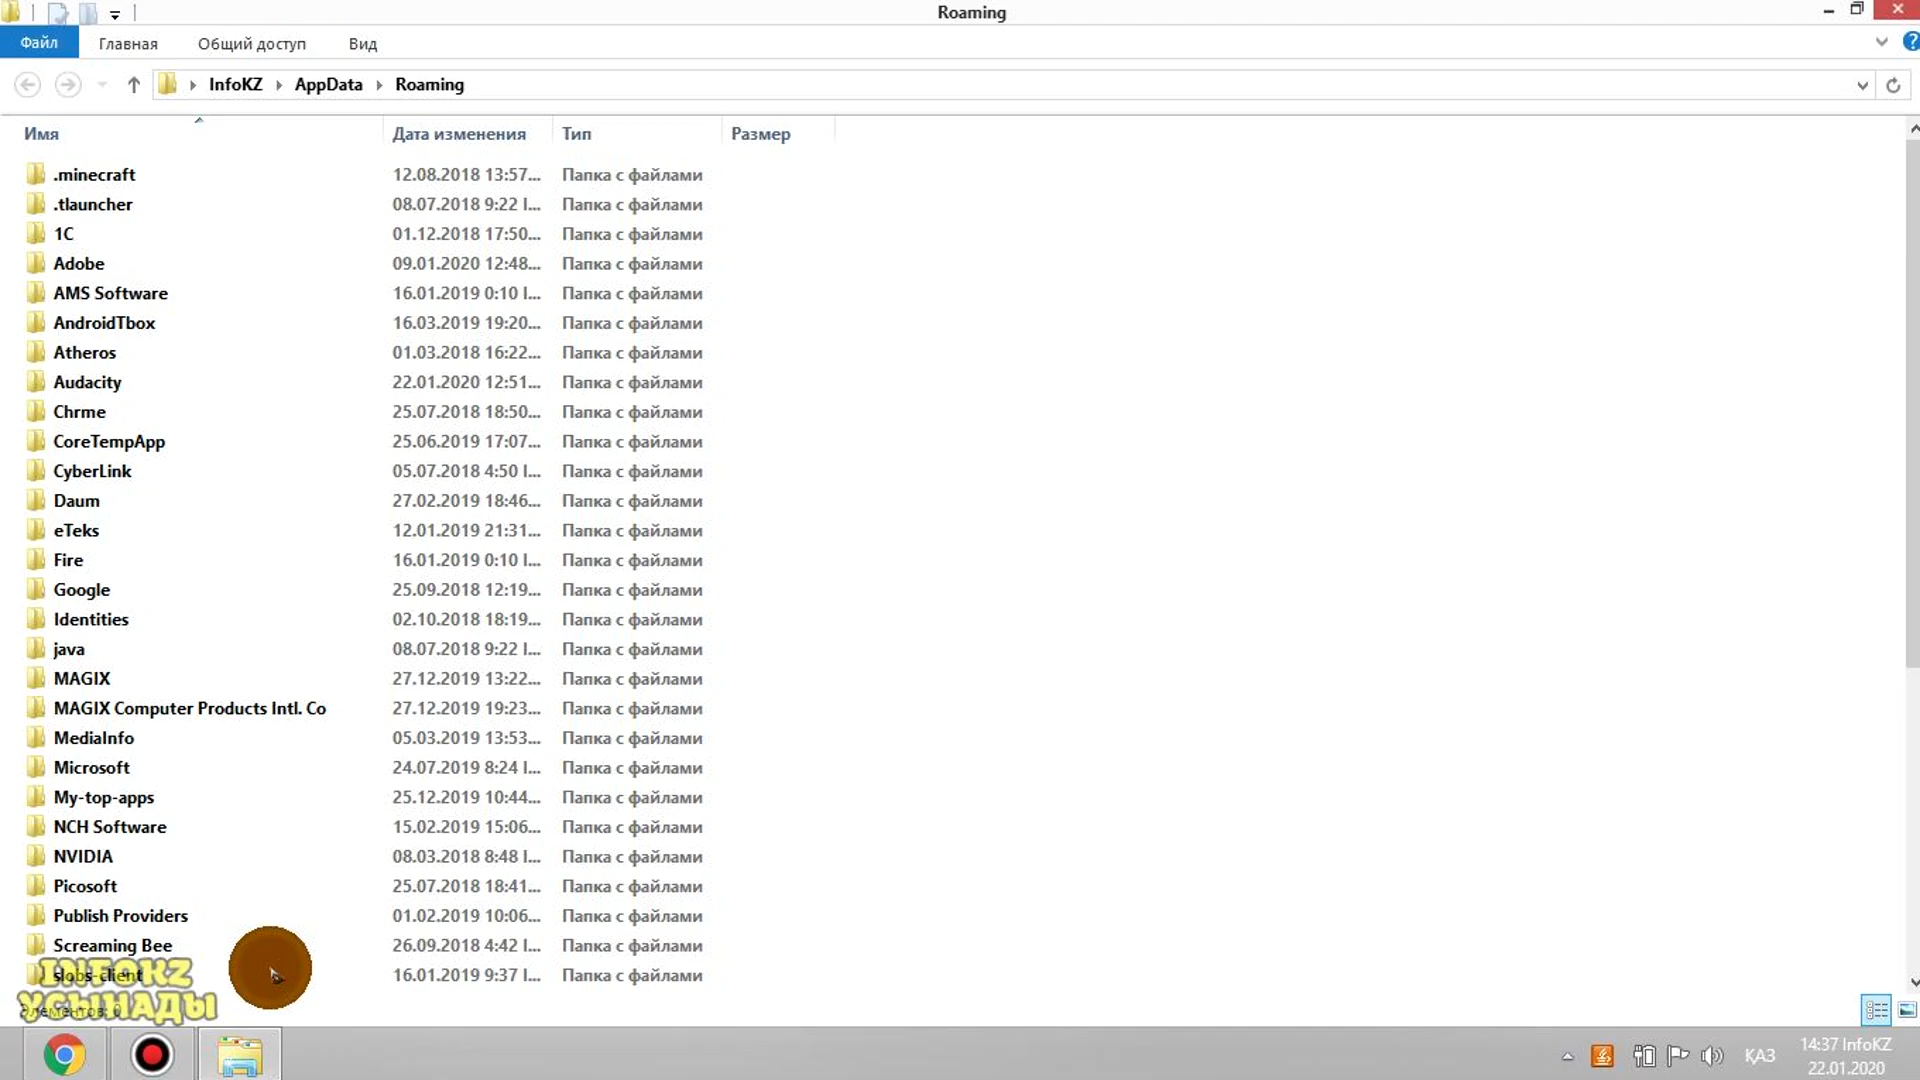 Roaming
Файл Главная Общий доступ Вид
InfoKZ AppData Roaming
Имя Дата изменения Тип Размер
.minecraft 12.08.2018 13:57... Папка с файлами
.tlauncher 08.07.2018 9:22 I... Папка с файлами
1C 01.12.2018 17:50... Папка с файлами
Adobe 09.01.2020 12:48... Папка с файлами
AMS Software 16.01.2019 0:10 I... Папка с файлами
AndroidTbox 16.03.2019 19:20... Папка с файлами
Atheros 01.03.2018 16:22... Папка с файлами
Audacity 22.01.2020 12:51... Папка с файлами
Chrme 25.07.2018 18:50... Папка с файлами
CoreTempApp 25.06.2019 17:07... Папка с файлами
CyberLink 05.07.2018 4:50 I... Папка с файлами
Daum 27.02.2019 18:46... Папка с файлами
eTeks 12.01.2019 21:31... Папка с файлами
Fire 16.01.2019 0:10 I... Папка с файлами
Google 25.09.2018 12:19... Папка с файлами
Identities 02.10.2018 18:19... Папка с файлами
java 08.07.2018 9:22 I... Папка с файлами
MAGIX 27.12.2019 13:22... Папка с файлами
MAGIX Computer Products Intl. Co 27.12.2019 19:23... Папка с файлами
MediaInfo 05.03.2019 13:53... Папка с файлами
Microsoft 24.07.2019 8:24 I... Папка с файлами
My-top-apps 25.12.2019 10:44... Папка с файлами
NCH Software 15.02.2019 15:06... Папка с файлами
NVIDIA 08.03.2018 8:48 I... Папка с файлами
Picosoft 25.07.2018 18:41... Папка с файлами
Publish Providers 01.02.2019 10:06... Папка с файлами
Screaming Bee 26.09.2018 4:42 I... Папка с файлами
slobs-client 16.01.2019 9:37 I... Папка с файлами
INFOKZ
ҰСЫНАДЫ
Элементов: 0
ҚАЗ 14:37 InfoKZ
22.01.2020